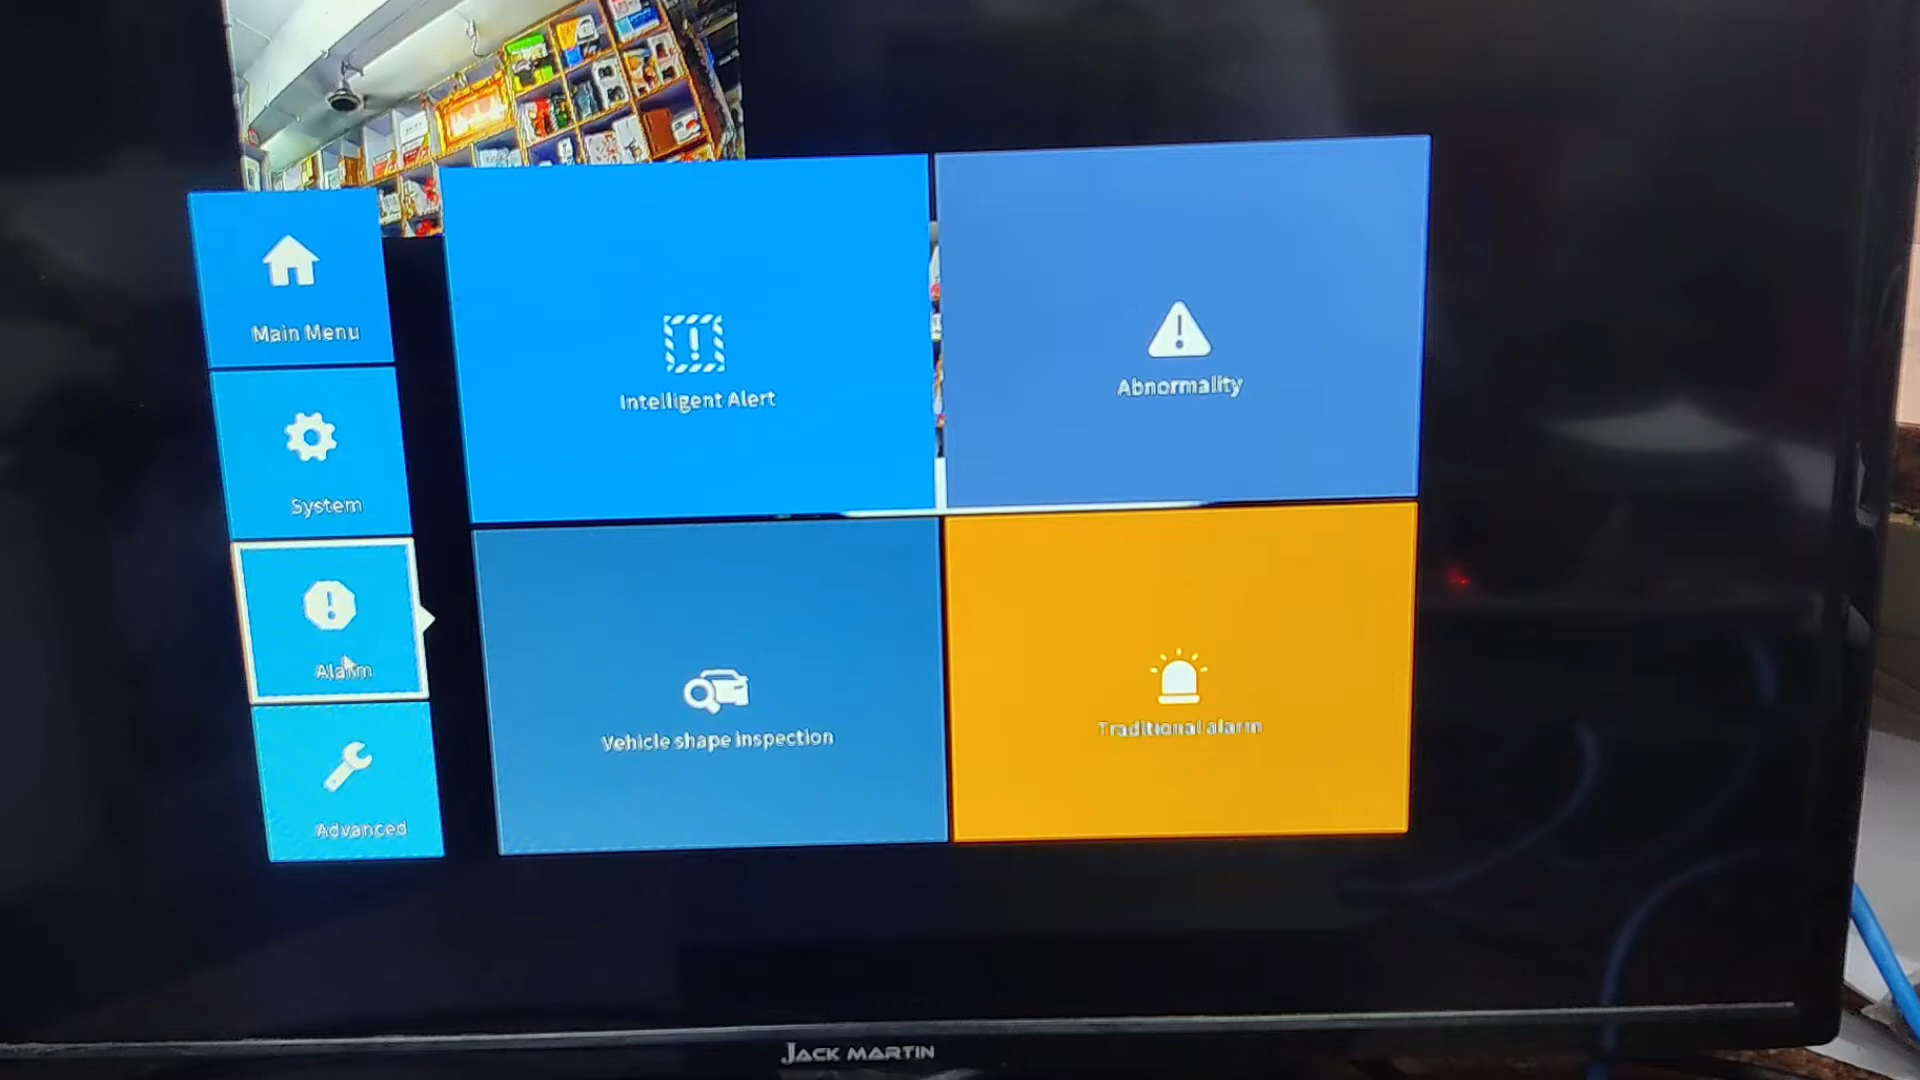 Main Menu
System
Alarm
Advanced
Intelligent Alert
Abnormality
Vehicle shape inspection
Traditional alarm
JACK MARTIN